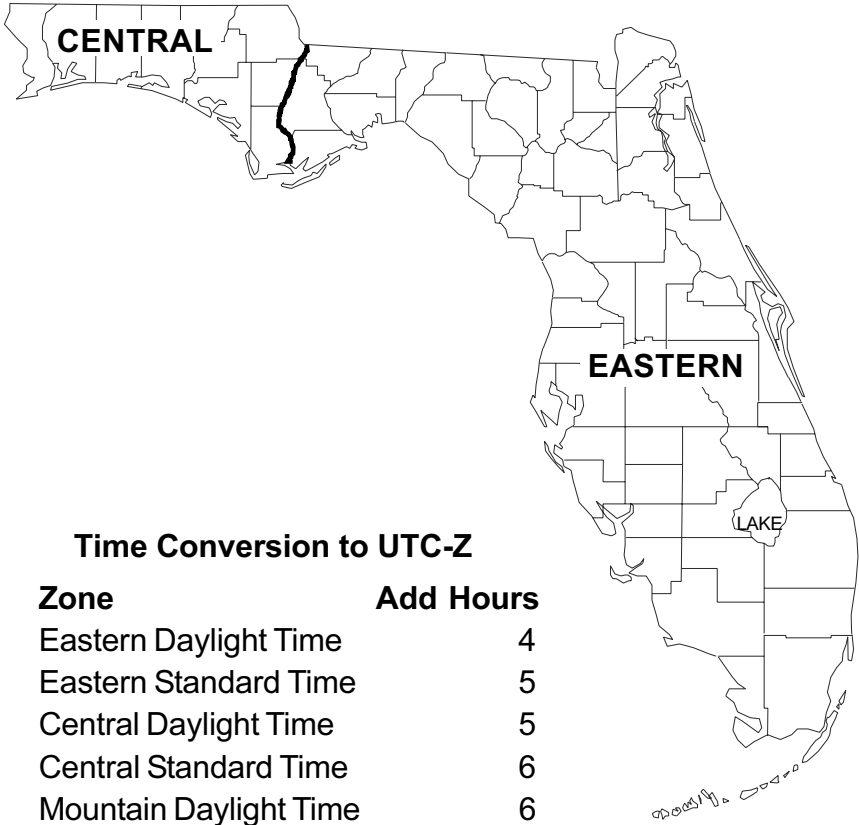 CENTRAL
EASTERN
LAKE
Time Conversion to UTC-Z
Zone Add Hours
Eastern Daylight Time 4
Eastern Standard Time 5
Central Daylight Time 5
Central Standard Time 6
Mountain Daylight Time 6